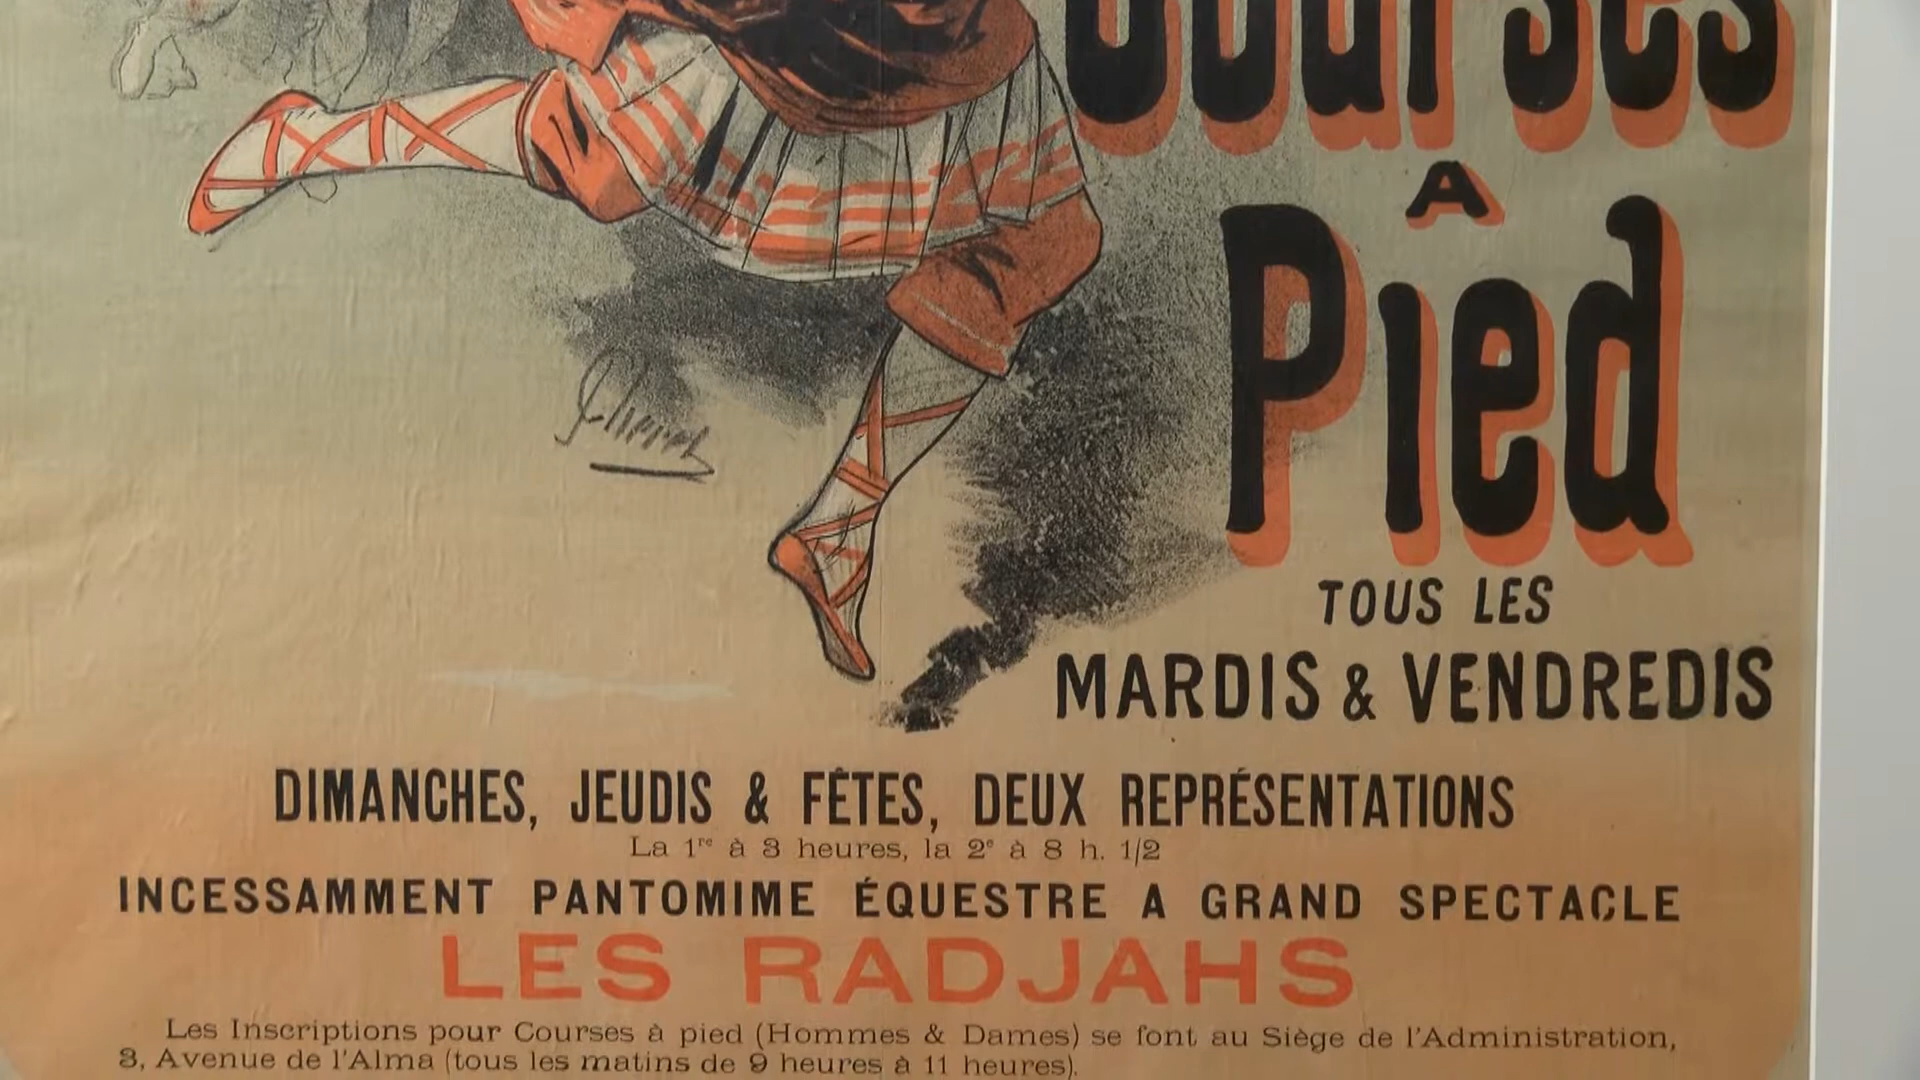 Courses
A
Pied
TOUS LES
MARDIS & VENDREDIS
Chéret
DIMANCHES, JEUDIS & FÊTES, DEUX REPRÉSENTATIONS
La 1re à 3 heures, la 2e à 8 h. 1/2
INCESSAMMENT PANTOMIME ÉQUESTRE A GRAND SPECTACLE
LES RADJAHS
Les Inscriptions pour Courses à pied (Hommes & Dames) se font au Siège de l'Administration,
3, Avenue de l'Alma (tous les matins de 9 heures à 11 heures).